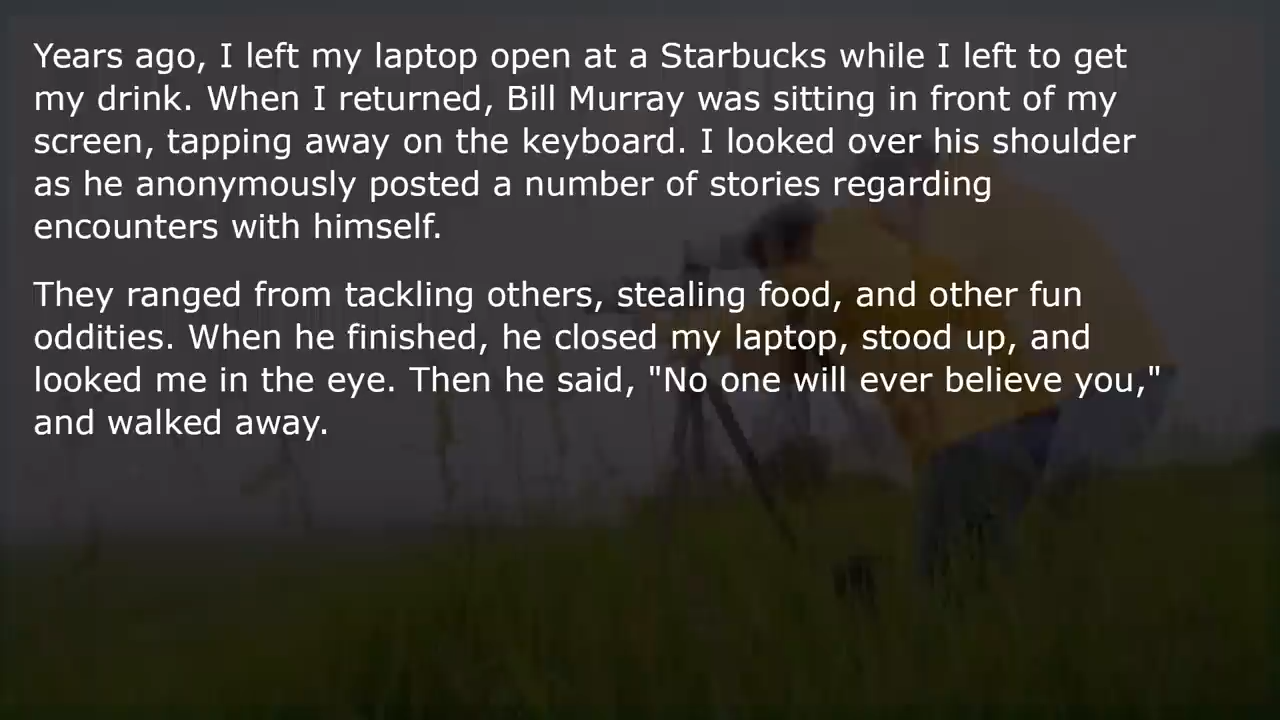 Years ago, I left my laptop open at a Starbucks while I left to get
my drink. When I returned, Bill Murray was sitting in front of my
screen, tapping away on the keyboard. I looked over his shoulder
as he anonymously posted a number of stories regarding
encounters with himself.
They ranged from tackling others, stealing food, and other fun
oddities. When he finished, he closed my laptop, stood up, and
looked me in the eye. Then he said, "No one will ever believe you,"
and walked away.